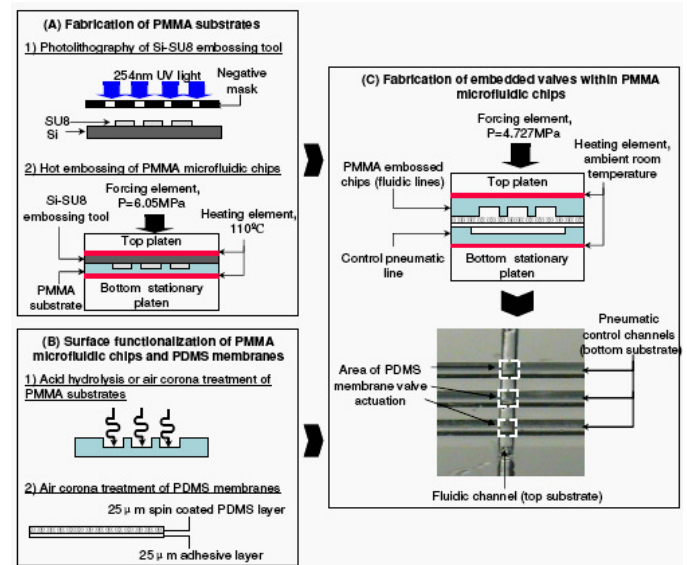 (A) Fabrication of PMMA substrates
1) Photolithography of Si-SU8 embossing tool
254nm UV light
Negative
mask
SU8
Si
2) Hot embossing of PMMA microfluidic chips
Forcing element,
P=6.05MPa
Si-SU8
embossing tool
Heating element,
110℃
Top platen
PMMA
substrate
Bottom stationary
platen
(B) Surface functionalization of PMMA
microfluidic chips and PDMS membranes
1) Acid hydrolysis or air corona treatment of
PMMA substrates
2) Air corona treatment of PDMS membranes
25 μm spin coated PDMS layer
25 μm adhesive layer
(C) Fabrication of embedded valves within PMMA
microfluidic chips
Forcing element,
P=4.727MPa
Heating element,
ambient room
temperature
PMMA embossed
chips (fluidic lines)
Top platen
Control pneumatic
line
Bottom stationary
platen
Pneumatic
control channels
(bottom substrate)
Area of PDMS
membrane valve
actuation
Fluidic channel (top substrate)